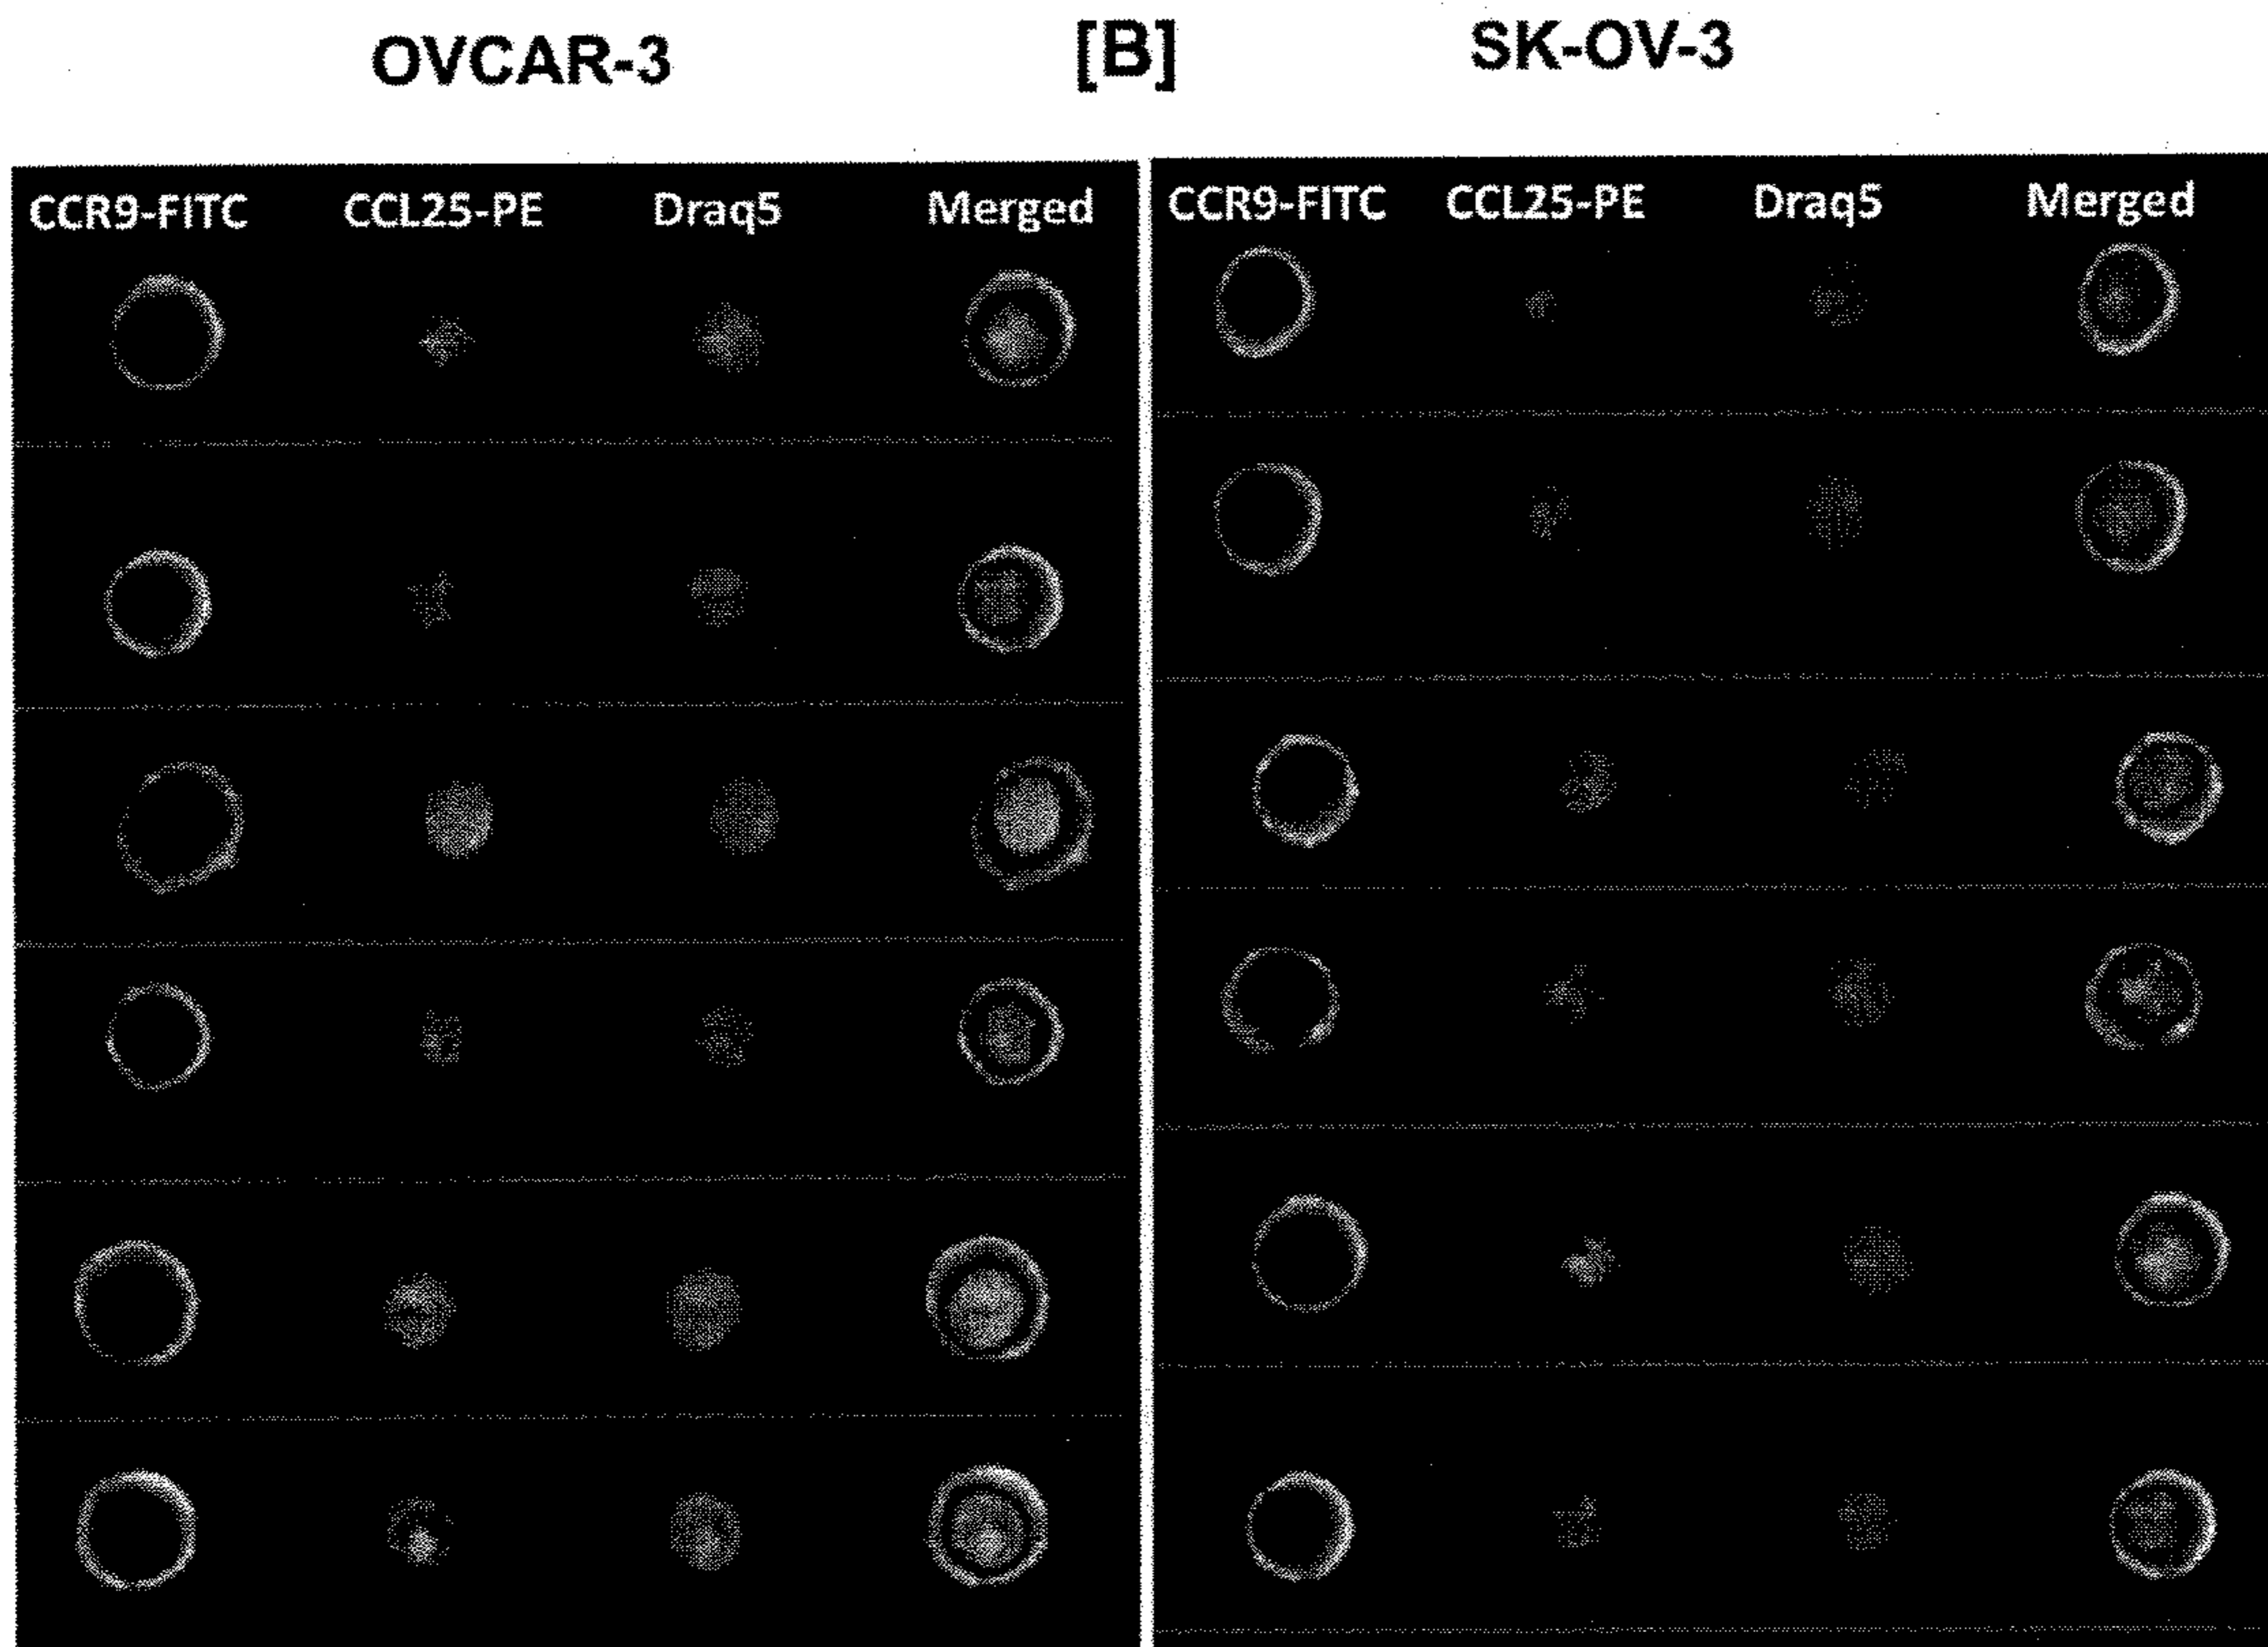 OVCAR-3 [B] SK-OV-3
CCR9-FITC CCL25-PE Draq5 Merged CCR9-FITC CCL25-PE Draq5 Merged